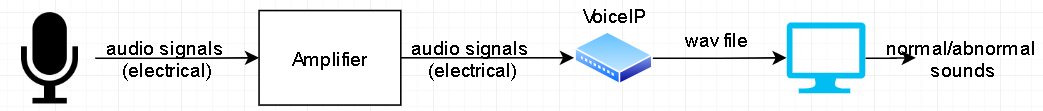 VoiceIP
audio signals
(electrical)
Amplifier
audio signals
(electrical)
wav file
normal/abnormal
sounds